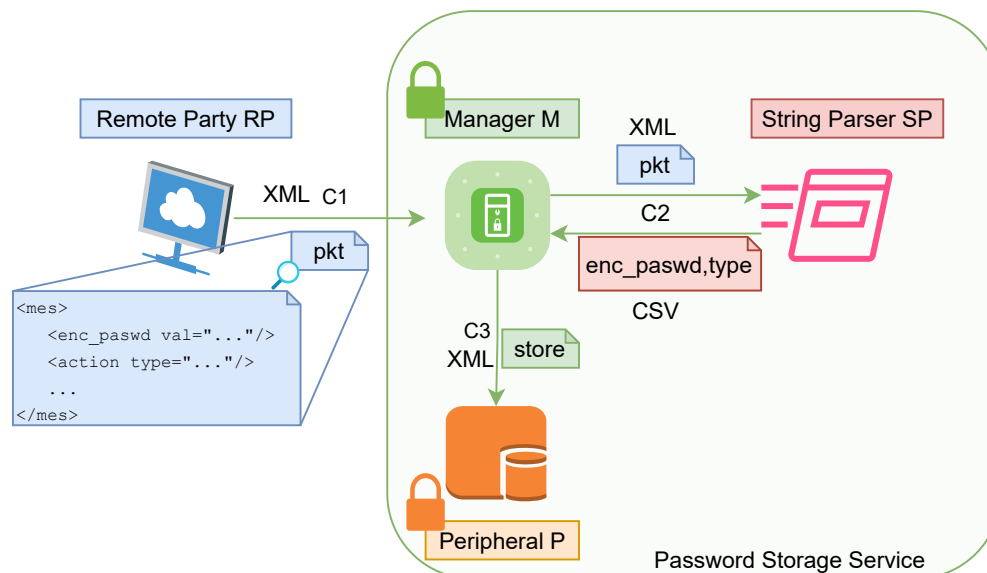 Remote Party RP
Manager M
String Parser SP
XML
pkt
XML C1
C2
pkt
enc_paswd,type
CSV
<mes>
<enc_paswd val="..."/>
<action type="..."/>
...
</mes>
C3
XML
store
Peripheral P
Password Storage Service